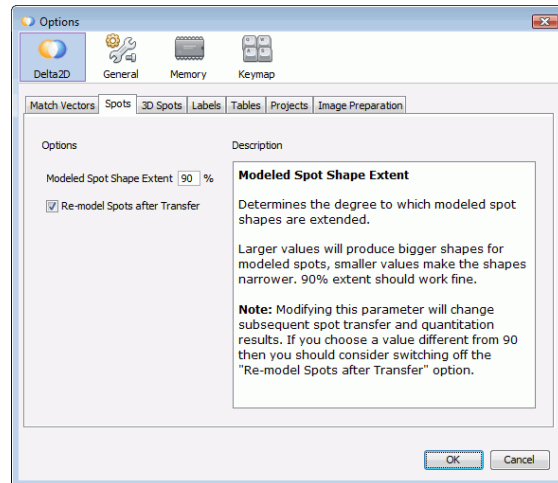 Options
Delta2D General Memory Keymap
Match Vectors Spots 3D Spots Labels Tables Projects Image Preparation
Options
Description
Modeled Spot Shape Extent 90 %
Re-model Spots after Transfer
Modeled Spot Shape Extent
Determines the degree to which modeled spot
shapes are extended.
Larger values will produce bigger shapes for
modeled spots, smaller values make the shapes
narrower. 90% extent should work fine.
Note: Modifying this parameter will change
subsequent spot transfer and quantitation
results. If you choose a value different from 90
then you should consider switching off the
"Re-model Spots after Transfer" option.
OK Cancel